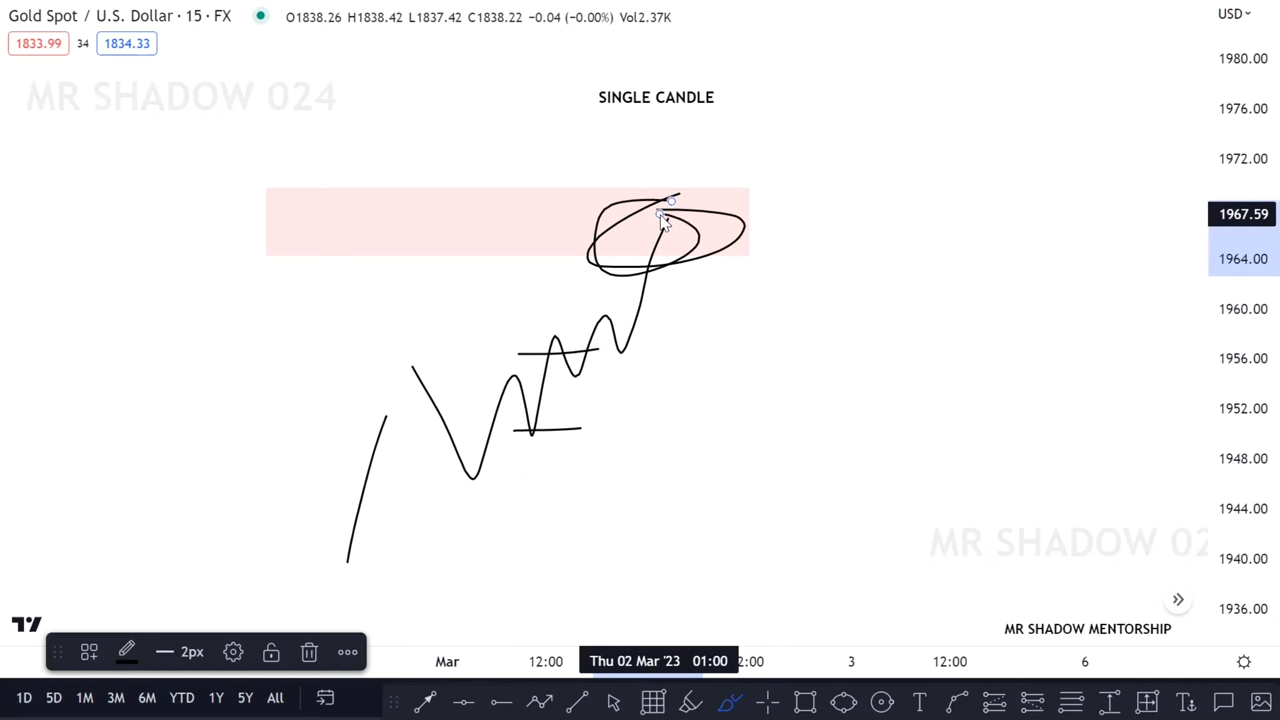 Gold Spot / U.S. Dollar · 15 · FX
O1838.26 H1838.42 L1837.42 C1838.22 −0.04 (−0.00%) Vol2.37K
USD
1833.99 34 1834.33
1980.00
MR SHADOW 024
SINGLE CANDLE
1976.00
1972.00
1967.59
1964.00
1960.00
1956.00
1952.00
1948.00
1944.00
MR SHADOW 02
1940.00
1936.00
MR SHADOW MENTORSHIP
2px
Mar 12:00 Thu 02 Mar '23 01:00 2:00 3 12:00 6
1D 5D 1M 3M 6M YTD 1Y 5Y All